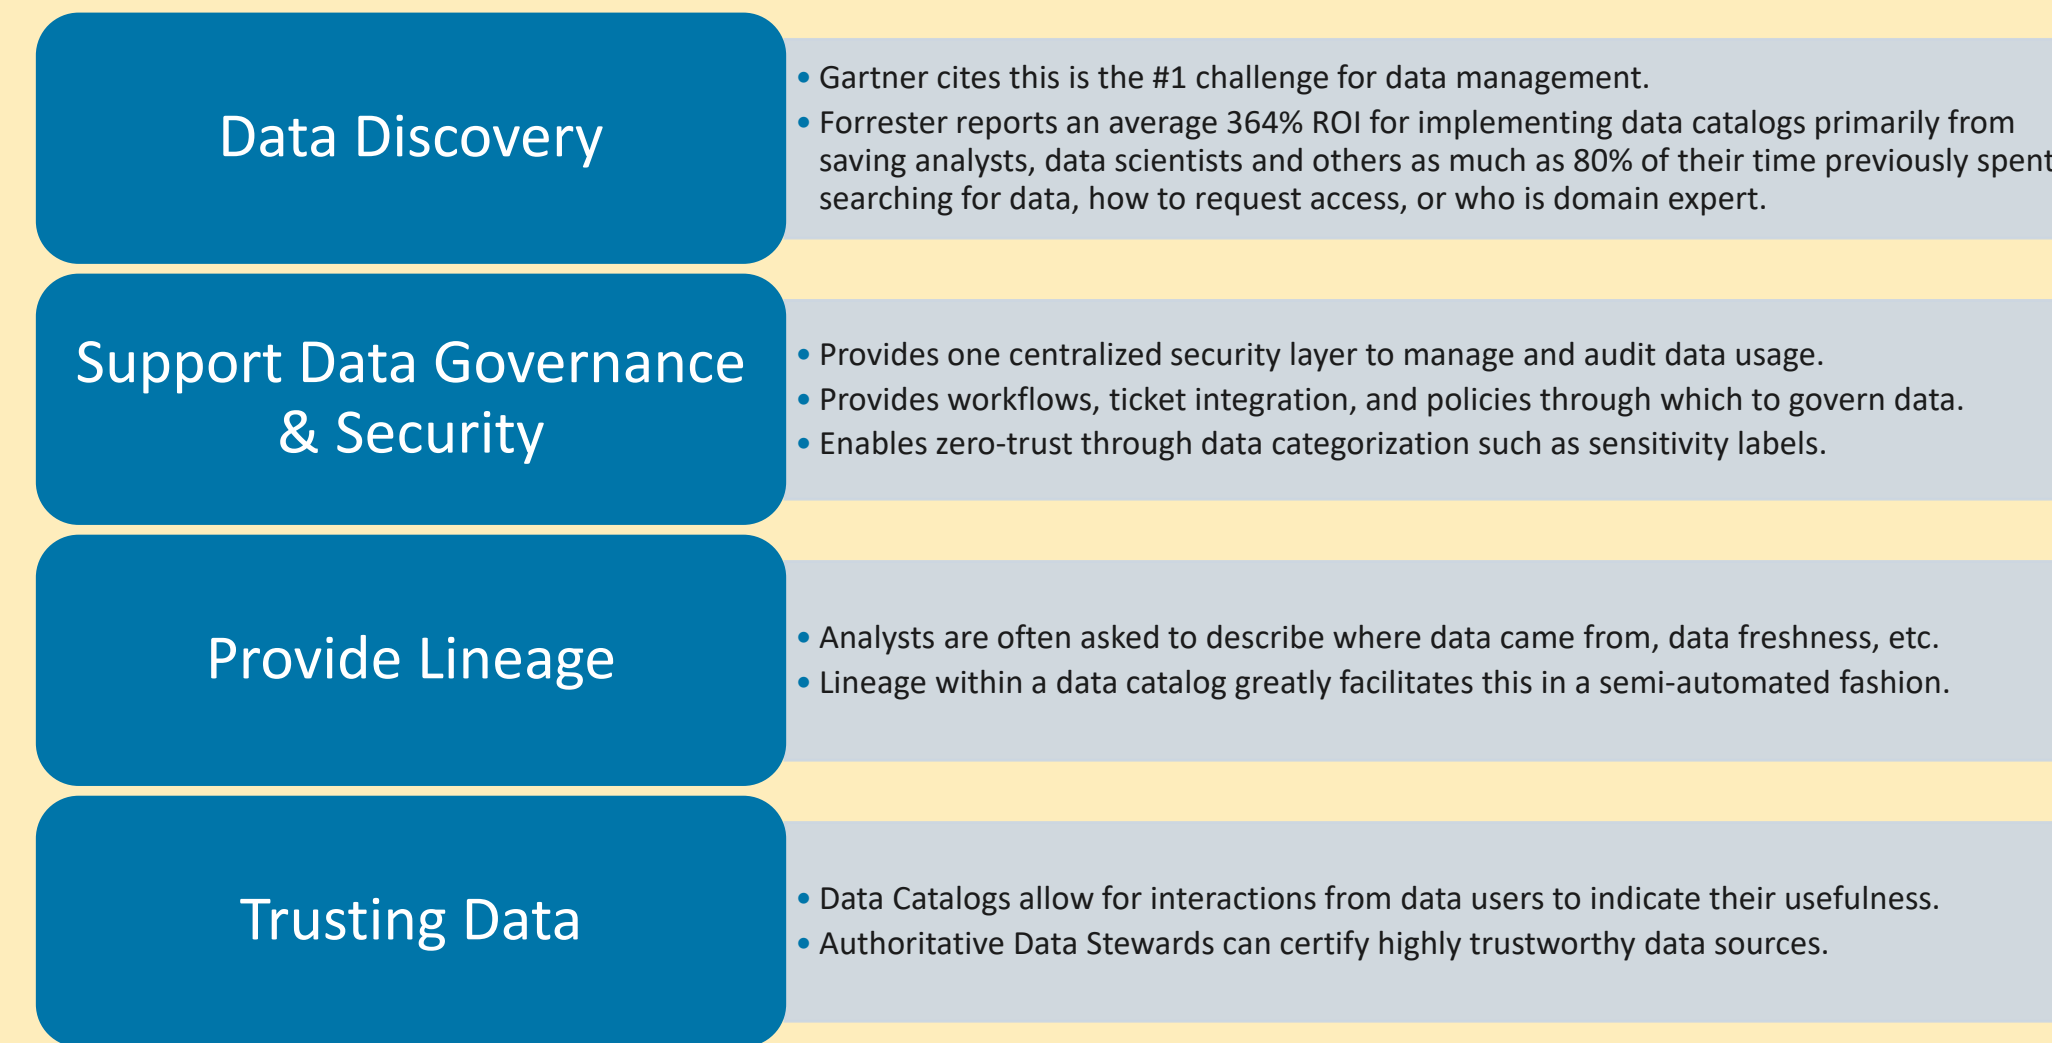 Data Discovery
• Gartner cites this is the #1 challenge for data management.
• Forrester reports an average 364% ROI for implementing data catalogs primarily from
saving analysts, data scientists and others as much as 80% of their time previously spent
searching for data, how to request access, or who is domain expert.
Support Data Governance
& Security
• Provides one centralized security layer to manage and audit data usage.
• Provides workflows, ticket integration, and policies through which to govern data.
• Enables zero-trust through data categorization such as sensitivity labels.
Provide Lineage
• Analysts are often asked to describe where data came from, data freshness, etc.
• Lineage within a data catalog greatly facilitates this in a semi-automated fashion.
Trusting Data
• Data Catalogs allow for interactions from data users to indicate their usefulness.
• Authoritative Data Stewards can certify highly trustworthy data sources.